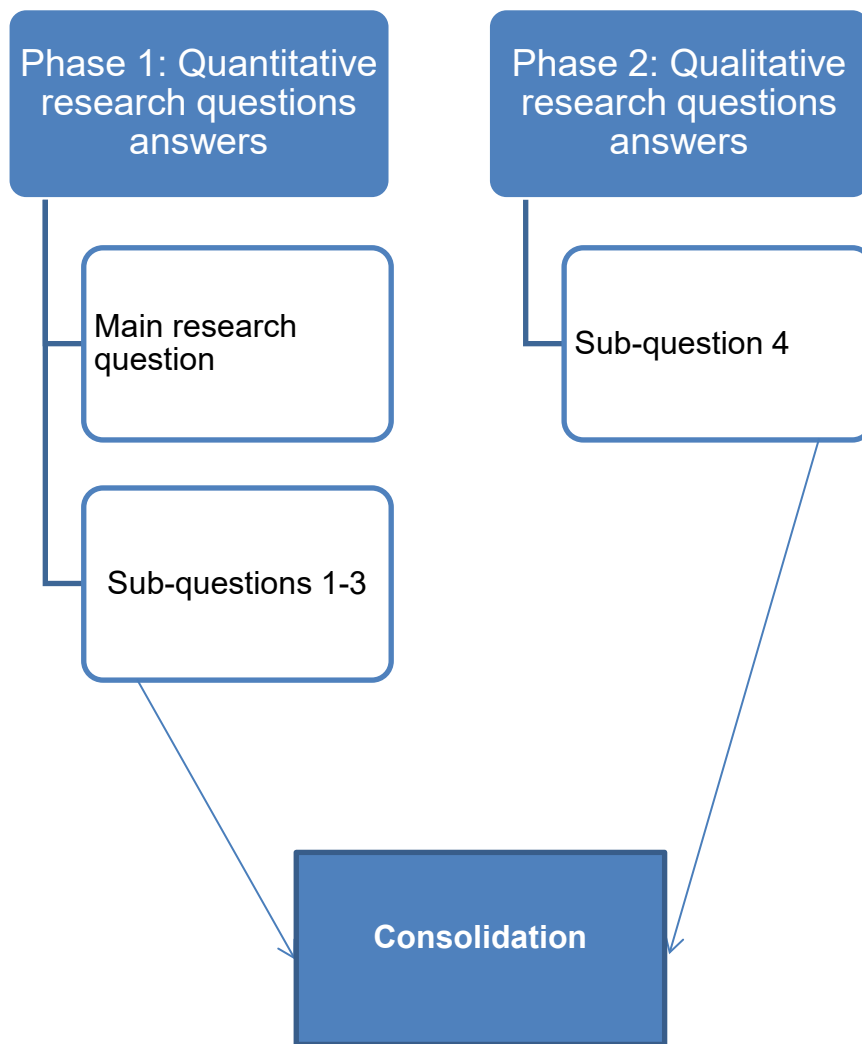 Phase 1: Quantitative
research questions
answers
Main research
question
Sub-questions 1-3
Phase 2: Qualitative
research questions
answers
Sub-question 4
Consolidation